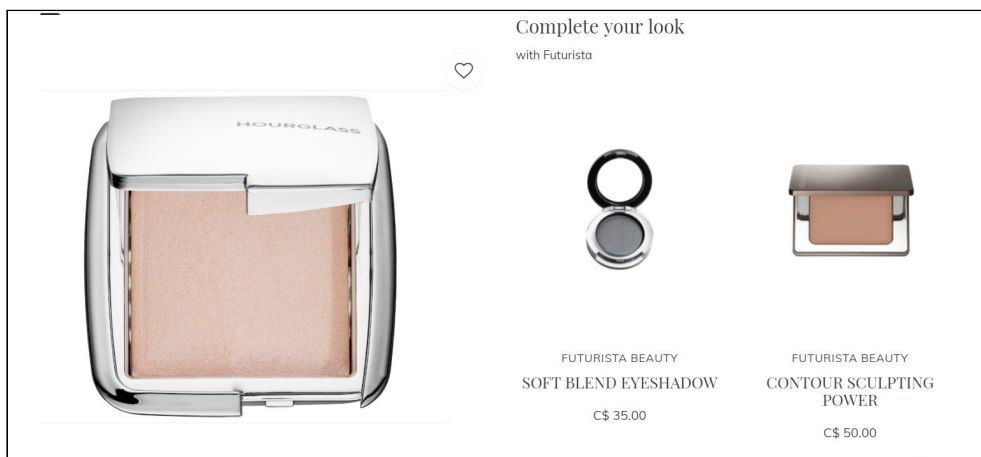 Complete your look
with Futurista
HOURGLASS
FUTURISTA BEAUTY
SOFT BLEND EYESHADOW
C$ 35.00
FUTURISTA BEAUTY
CONTOUR SCULPTING
POWER
C$ 50.00